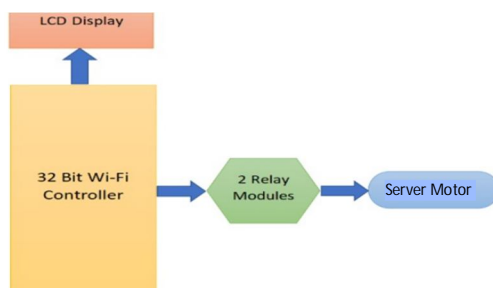 LCD Display
32 Bit Wi-Fi
Controller
2 Relay
Modules
Server Motor